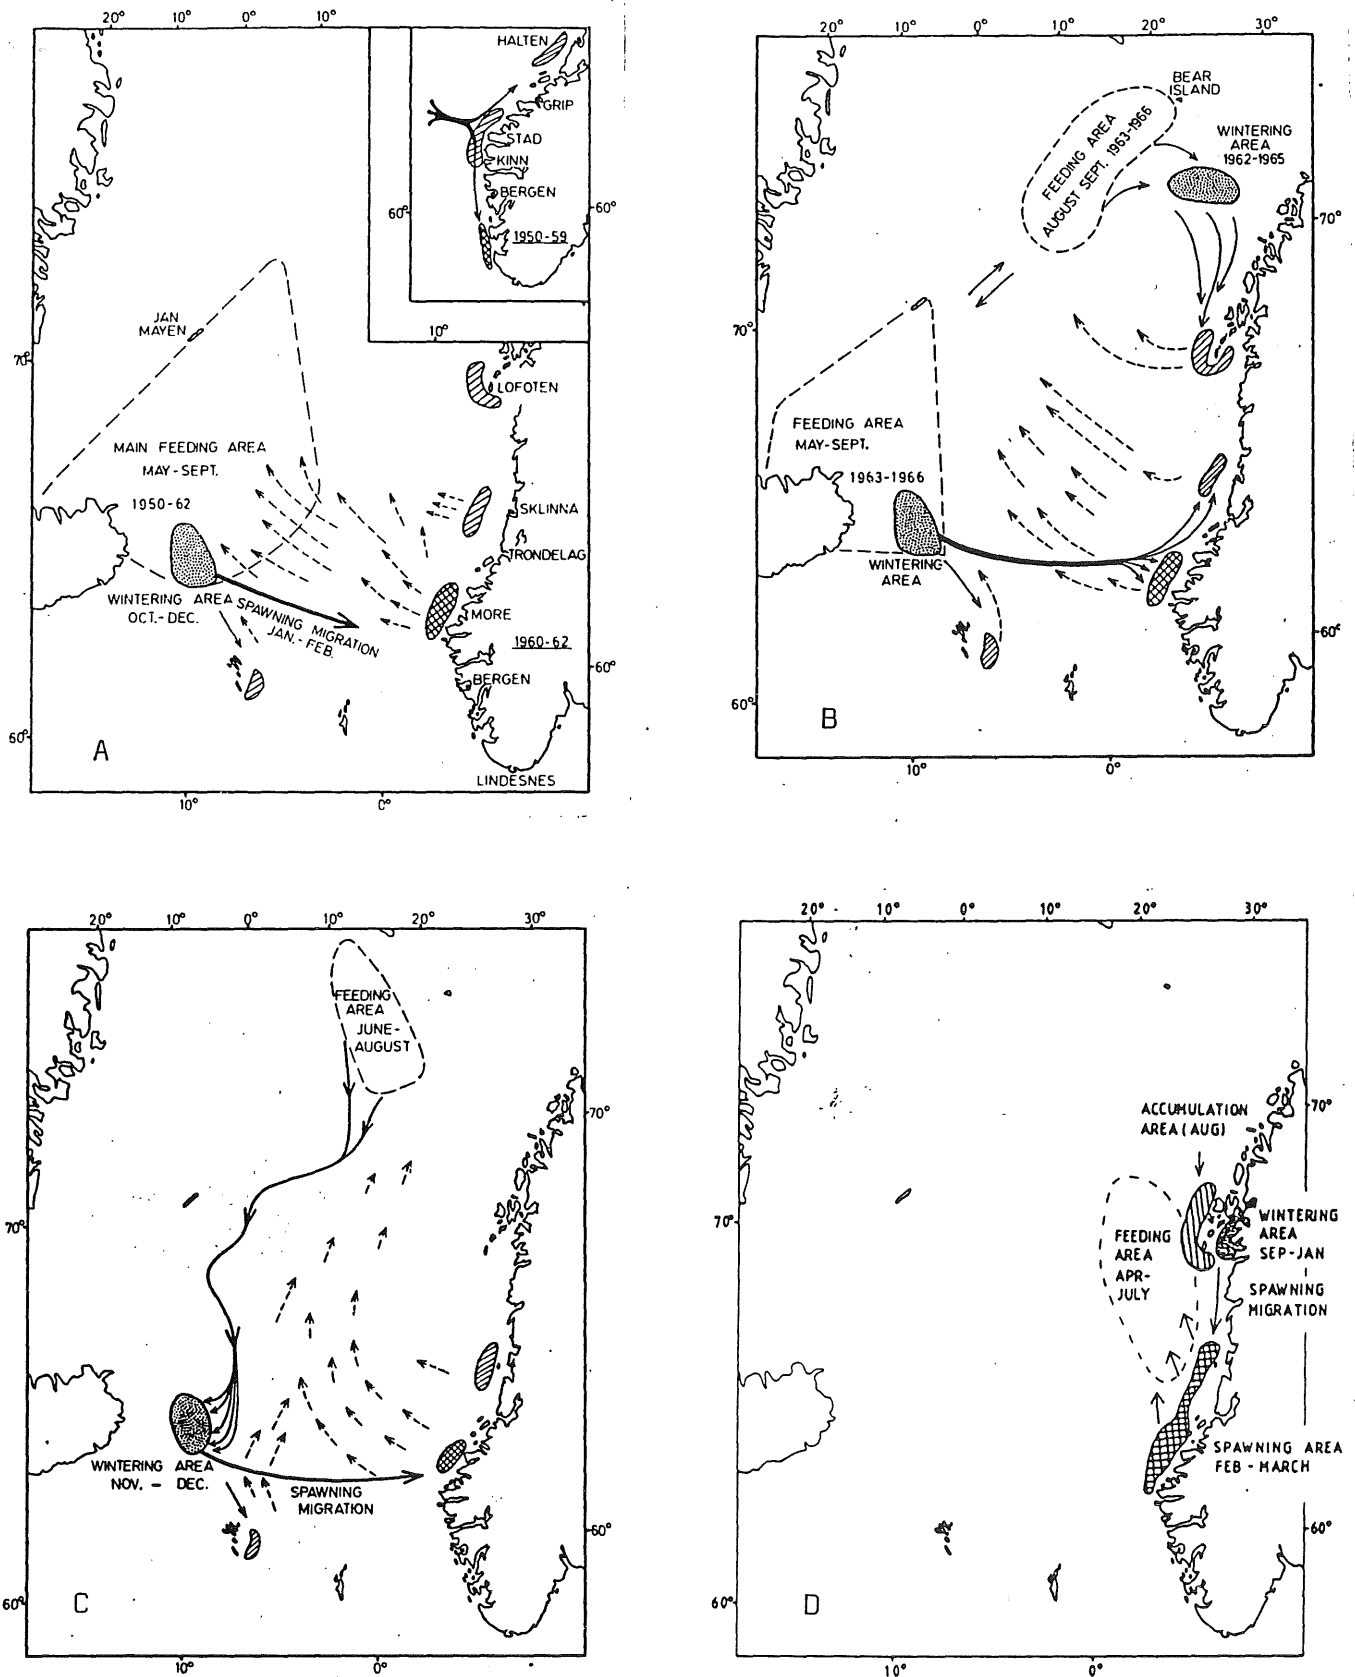 20° 10° 0° 10°
HALTEN
GRIP
STAD
KINN
BERGEN
60° 60°
1950-59
10°
JAN
MAYEN
70°
LOFOTEN
MAIN FEEDING AREA
MAY-SEPT.
1950-62
SKLINNA
TRONDELAG
WINTERING AREA
OCT.-DEC.
SPAWNING MIGRATION
JAN.-FEB.
MORE
1960-62
60°
BERGEN
60°
A
LINDESNES
10° 0°
20° 10° 0° 10° 20° 30°
BEAR
ISLAND
FEEDING AREA
AUGUST SEPT. 1963-1966
WINTERING
AREA
1962-1965
70°
70°
FEEDING AREA
MAY-SEPT.
1963-1966
WINTERING
AREA
60°
60°
B
10° 0°
20° 10° 0° 10° 20° 30°
FEEDING
AREA
JUNE-
AUGUST
70°
70°
WINTERING AREA
NOV. - DEC.
SPAWNING
MIGRATION
60°
60°
C
10° 0°
20° 10° 0° 10° 20° 30°
70°
ACCUMULATION
AREA (AUG)
70°
FEEDING
AREA
APR-
JULY
WINTERING
AREA
SEP-JAN
SPAWNING
MIGRATION
SPAWNING AREA
FEB - MARCH
60°
60°
D
10° 0°